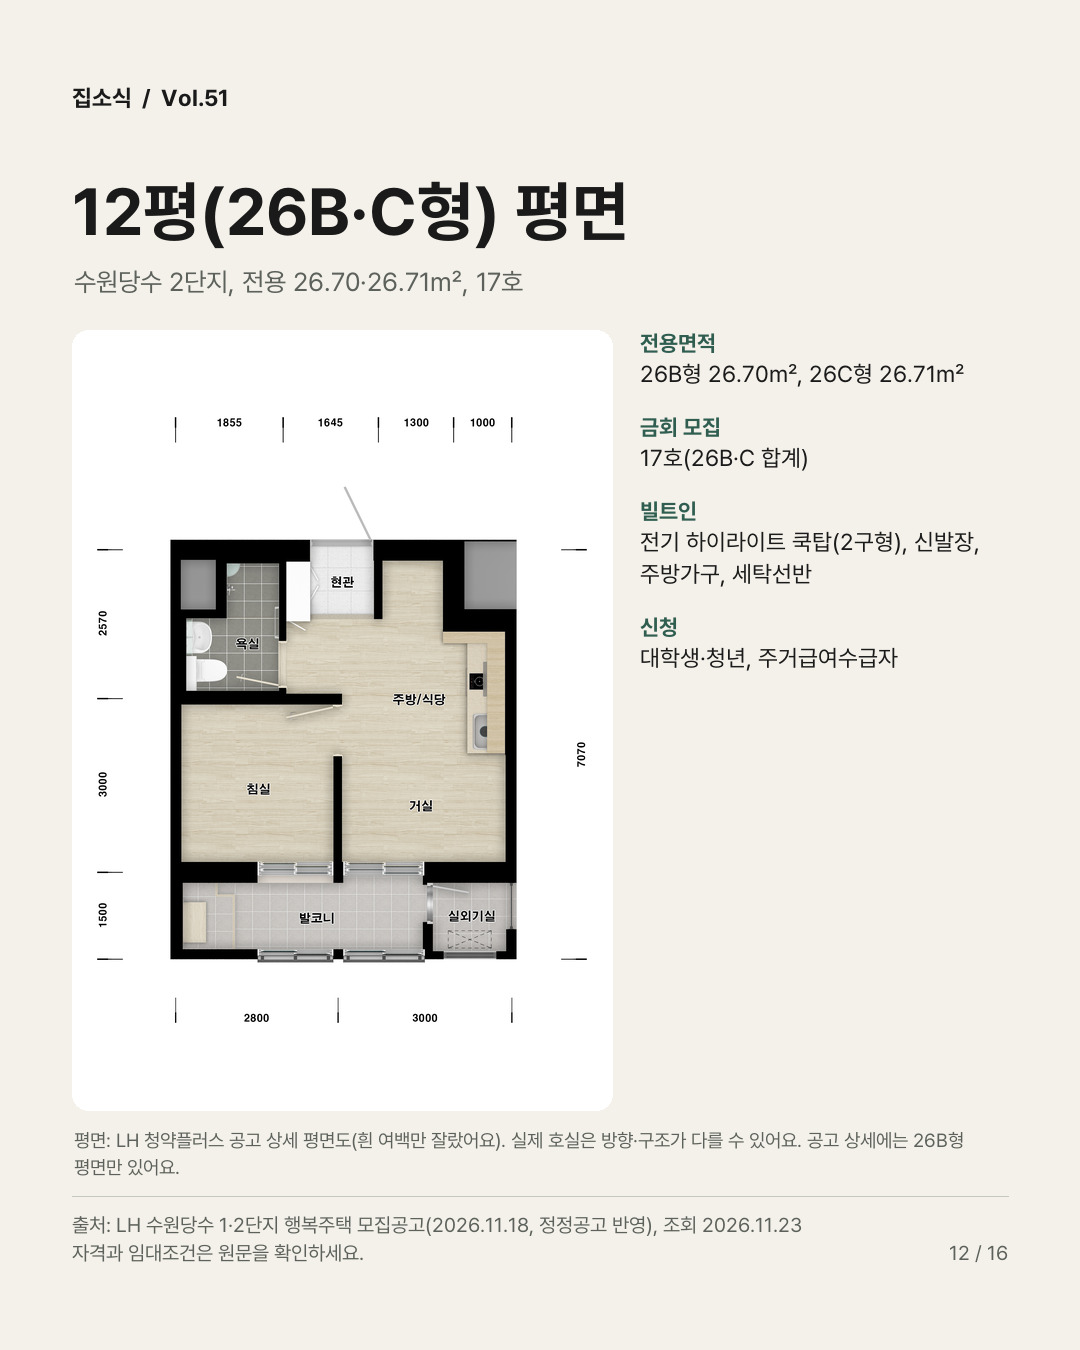 집소식 / Vol.51
12평(26B·C형) 평면
수원당수 2단지, 전용 26.70·26.71m², 17호
1855 1645 1300 1000
현관
욕실
2570
주방/식당
침실
거실
3000
7070
발코니
실외기실
1500
2800 3000
전용면적
26B형 26.70m², 26C형 26.71m²
금회 모집
17호(26B·C 합계)
빌트인
전기 하이라이트 쿡탑(2구형), 신발장,
주방가구, 세탁선반
신청
대학생·청년, 주거급여수급자
평면: LH 청약플러스 공고 상세 평면도(흰 여백만 잘랐어요). 실제 호실은 방향·구조가 다를 수 있어요. 공고 상세에는 26B형
평면만 있어요.
출처: LH 수원당수 1·2단지 행복주택 모집공고(2026.11.18, 정정공고 반영), 조회 2026.11.23
자격과 임대조건은 원문을 확인하세요.
12 / 16